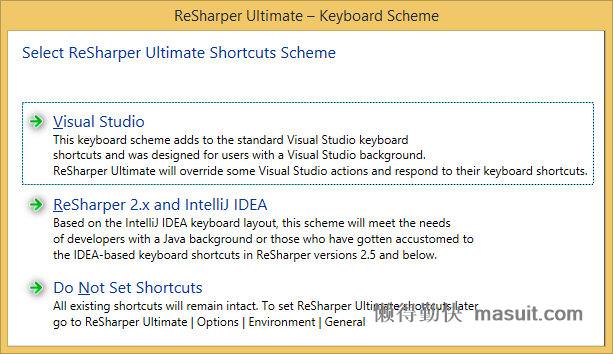 ReSharper Ultimate – Keyboard Scheme
Select ReSharper Ultimate Shortcuts Scheme
Visual Studio
This keyboard scheme adds to the standard Visual Studio keyboard
shortcuts and was designed for users with a Visual Studio background.
ReSharper Ultimate will override some Visual Studio actions and respond to their keyboard shortcuts.
ReSharper 2.x and IntelliJ IDEA
Based on the IntelliJ IDEA keyboard layout, this scheme will meet the needs
of developers with a Java background or those who have gotten accustomed to
the IDEA-based keyboard shortcuts in ReSharper versions 2.5 and below.
Do Not Set Shortcuts
All existing shortcuts will remain intact. To set ReSharper Ultimate shortcuts later
go to ReSharper Ultimate | Options | Environment | General
懒得勤快 masuit.com